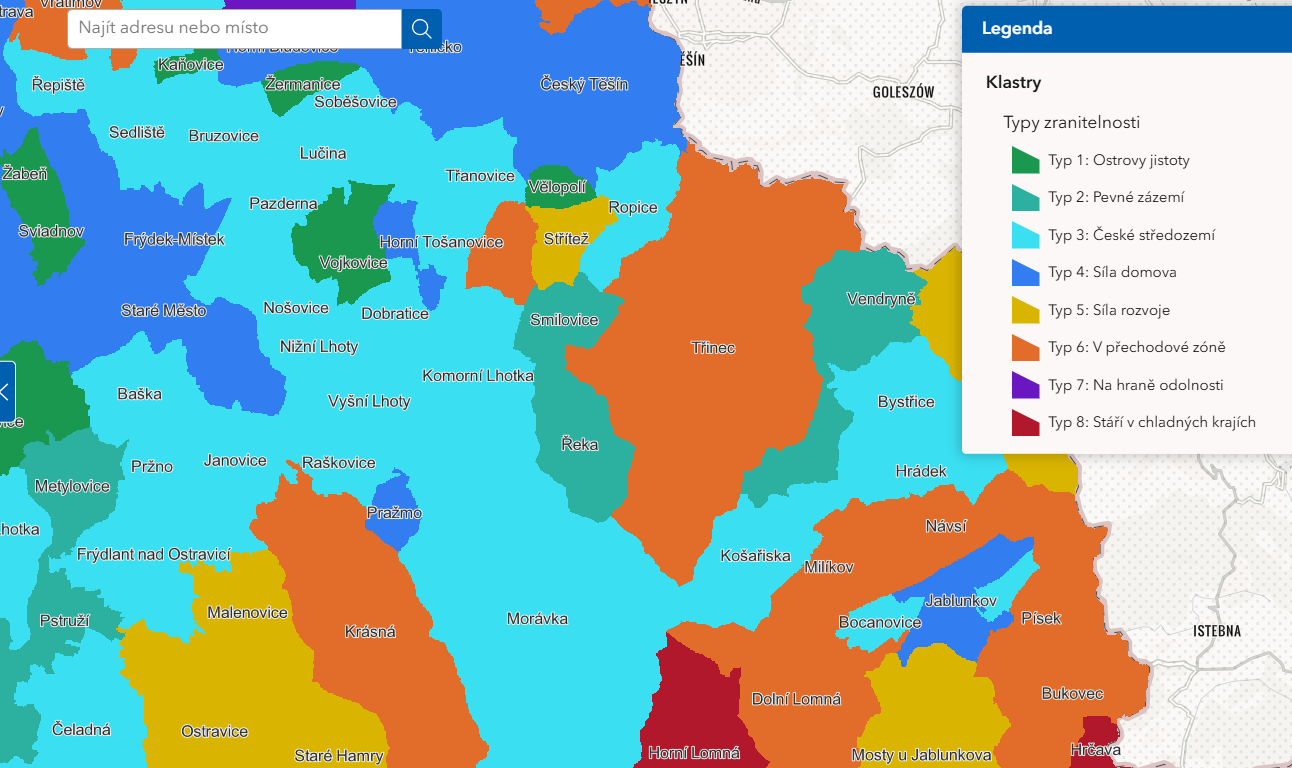 Vratimov
Najít adresu nebo místo
Legenda
Klastry
Typy zranitelnosti
Typ 1: Ostrovy jistoty
Typ 2: Pevné zázemí
Typ 3: České středozemí
Typ 4: Síla domova
Typ 5: Síla rozvoje
Typ 6: V přechodové zóně
Typ 7: Na hraně odolnosti
Typ 8: Stáří v chladných krajích
Kaňovice
Řepiště
Žermanice
Soběšovice
Český Těšín
GOLESZÓW
Sedliště
Bruzovice
Lučina
Žabeň
Třanovice
Vělopolí
Pazderna
Ropice
Sviadnov
Frýdek-Místek
Horní Tošanovice
Střítež
Vojkovice
Vendryně
Staré Město
Nošovice
Dobratice
Smilovice
Nižní Lhoty
Třinec
Komorní Lhotka
Baška
Vyšní Lhoty
Bystřice
Řeka
Pržno
Janovice
Raškovice
Hrádek
Metylovice
Pražmo
Návsí
Frýdlant nad Ostravicí
Košařiska
Milíkov
Jablunkov
Malenovice
Pstruží
Morávka
Bocanovice
Písek
Krásná
ISTEBNA
Bukovec
Dolní Lomná
Čeladná
Ostravice
Staré Hamry
Horní Lomná
Mosty u Jablunkova
Hrčava